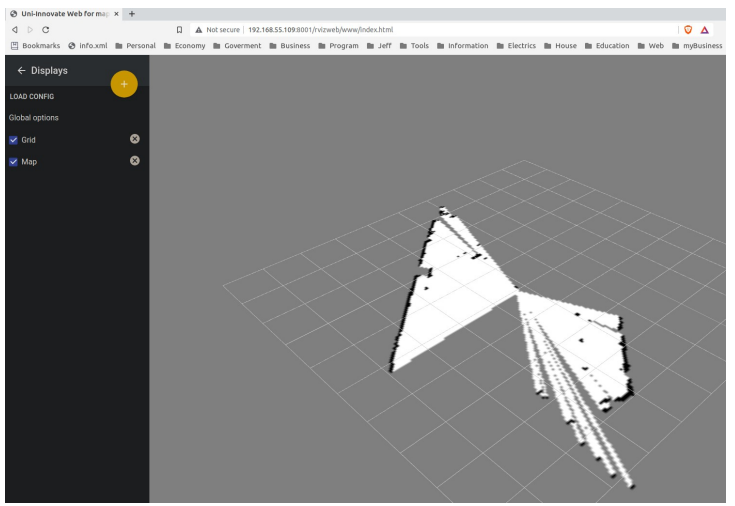 Uni-Innovate Web for map
Not secure | 192.168.55.109:8001/rvizweb/www/index.html
Bookmarks info.xml Personal Economy Goverment Business Program Jeff Tools Information Electrics House Education Web myBusiness
← Displays
+
LOAD CONFIG
Global options
Grid
Map